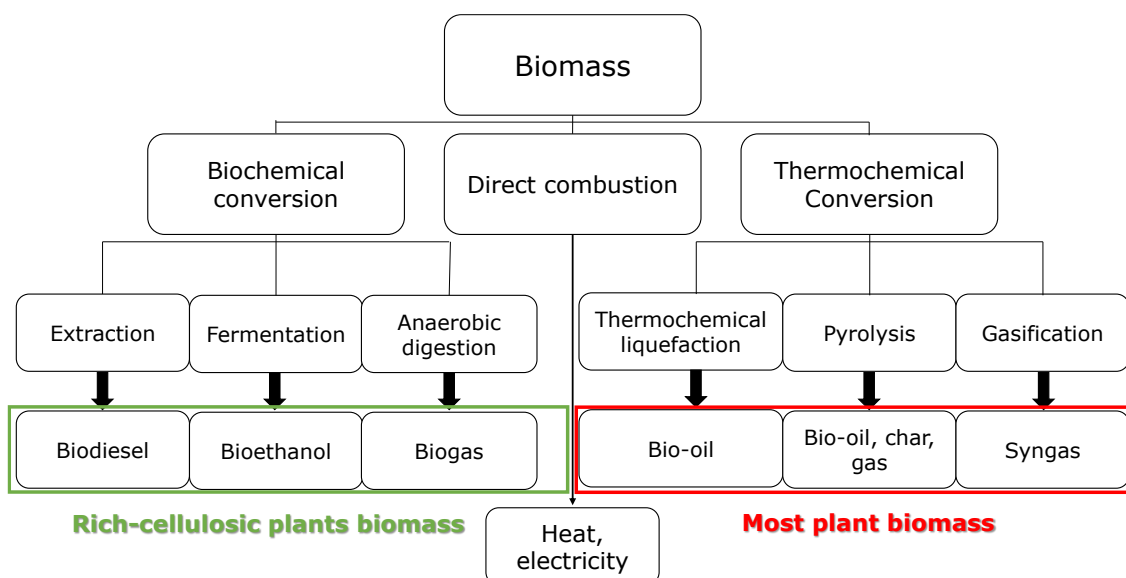 Biomass
Biochemical
conversion
Direct combustion
Thermochemical
Conversion
Extraction
Fermentation
Anaerobic
digestion
Thermochemical
liquefaction
Pyrolysis
Gasification
Biodiesel
Bioethanol
Biogas
Bio-oil
Bio-oil, char,
gas
Syngas
Rich-cellulosic plants biomass
Most plant biomass
Heat,
electricity